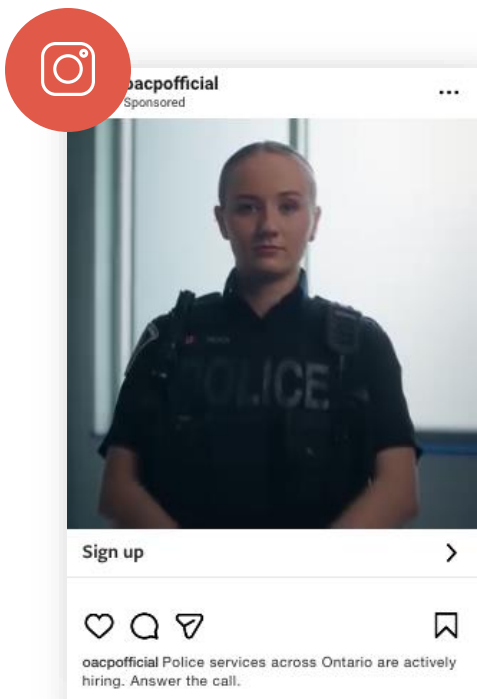 oacpofficial
Sponsored
POLICE
Sign up
oacpofficial Police services across Ontario are actively
hiring. Answer the call.